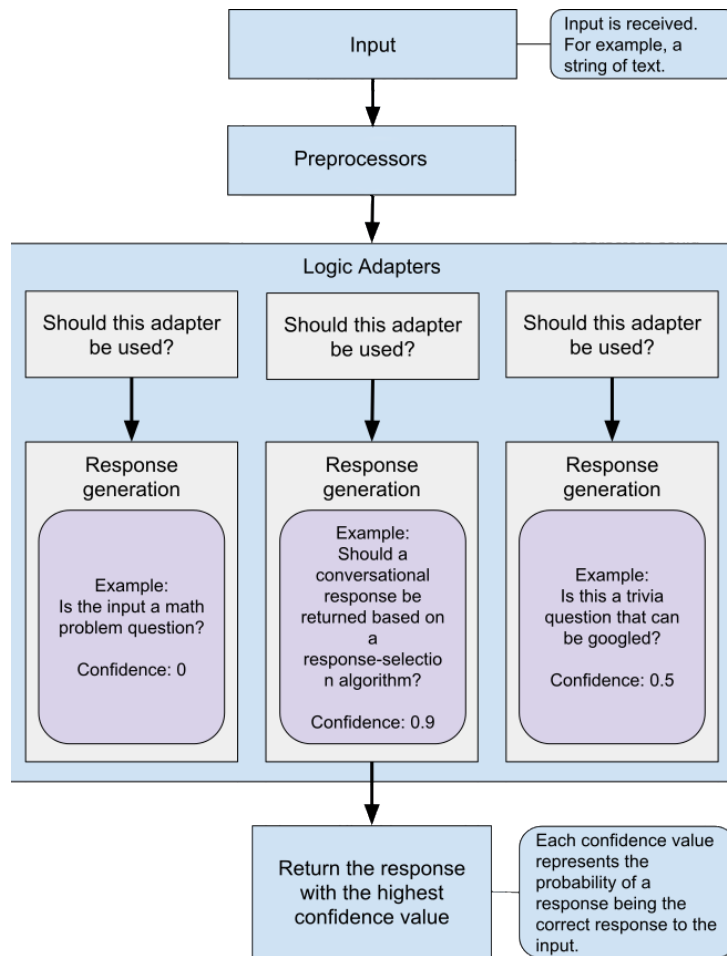 Input
Input is received.
For example, a
string of text.
Preprocessors
Logic Adapters
Should this adapter
be used?
Should this adapter
be used?
Should this adapter
be used?
Response
generation
Example:
Is the input a math
problem question?
Confidence: 0
Response
generation
Example:
Should a
conversational
response be
returned based on
a
response-selectio
n algorithm?
Confidence: 0.9
Response
generation
Example:
Is this a trivia
question that can
be googled?
Confidence: 0.5
Return the response
with the highest
confidence value
Each confidence value
represents the
probability of a
response being the
correct response to the
input.